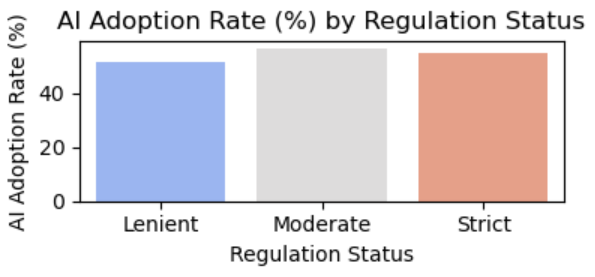 AI Adoption Rate (%) by Regulation Status
AI Adoption Rate (%)
40
20
0
Lenient
Moderate
Strict
Regulation Status